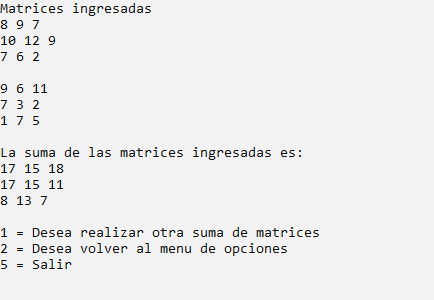 Matrices ingresadas
8 9 7
10 12 9
7 6 2
9 6 11
7 3 2
1 7 5
La suma de las matrices ingresadas es:
17 15 18
17 15 11
8 13 7
1 = Desea realizar otra suma de matrices
2 = Desea volver al menu de opciones
5 = Salir